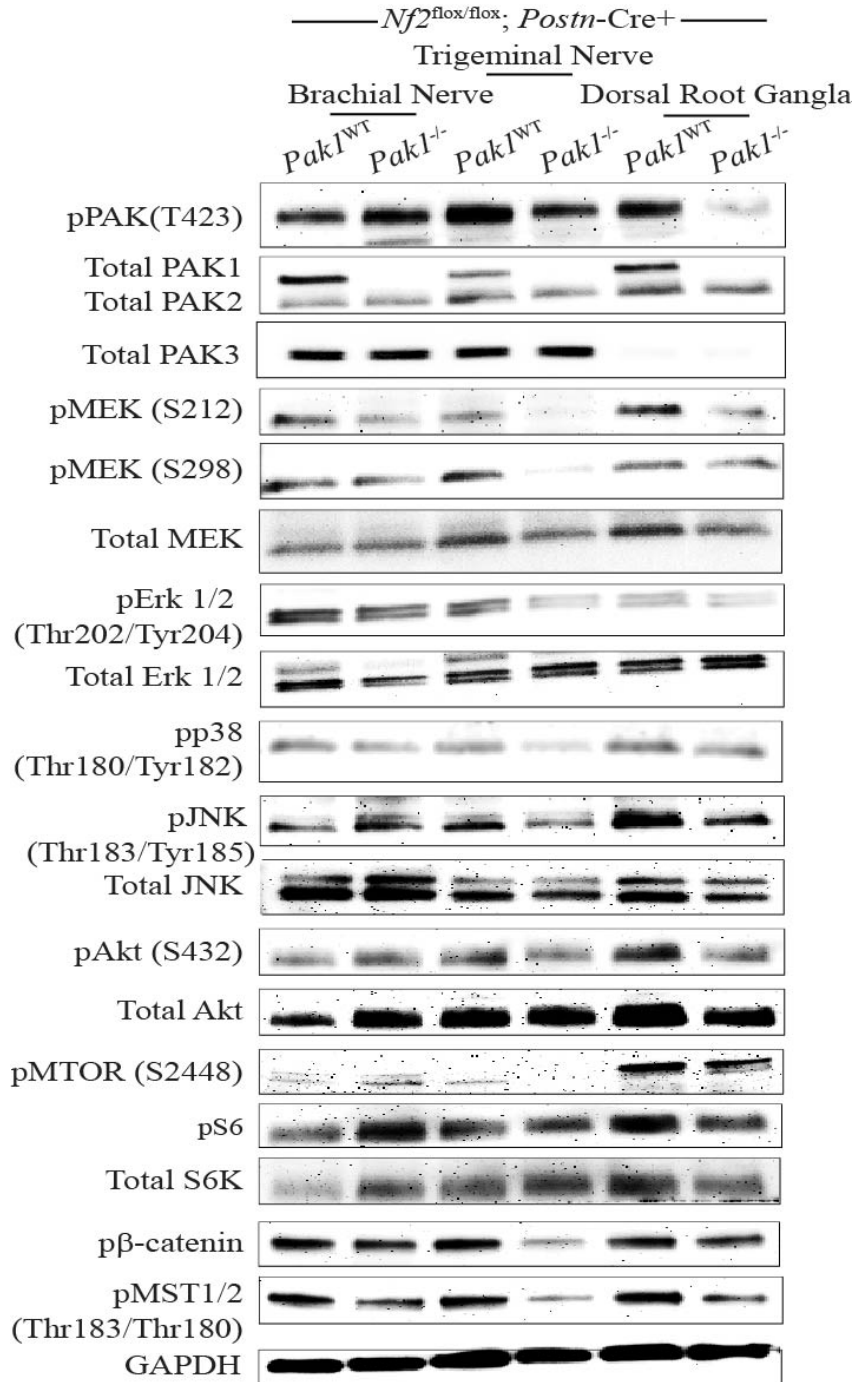 Nf2flox/flox; Postn-Cre+
Trigeminal Nerve
Brachial Nerve Dorsal Root Gangla
Pak1WT Pak1-/- Pak1WT Pak1-/- Pak1WT Pak1-/-
pPAK(T423)
Total PAK1
Total PAK2
Total PAK3
pMEK (S212)
pMEK (S298)
Total MEK
pErk 1/2
(Thr202/Tyr204)
Total Erk 1/2
pp38
(Thr180/Tyr182)
pJNK
(Thr183/Tyr185)
Total JNK
pAkt (S432)
Total Akt
pMTOR (S2448)
pS6
Total S6K
pβ-catenin
pMST1/2
(Thr183/Thr180)
GAPDH